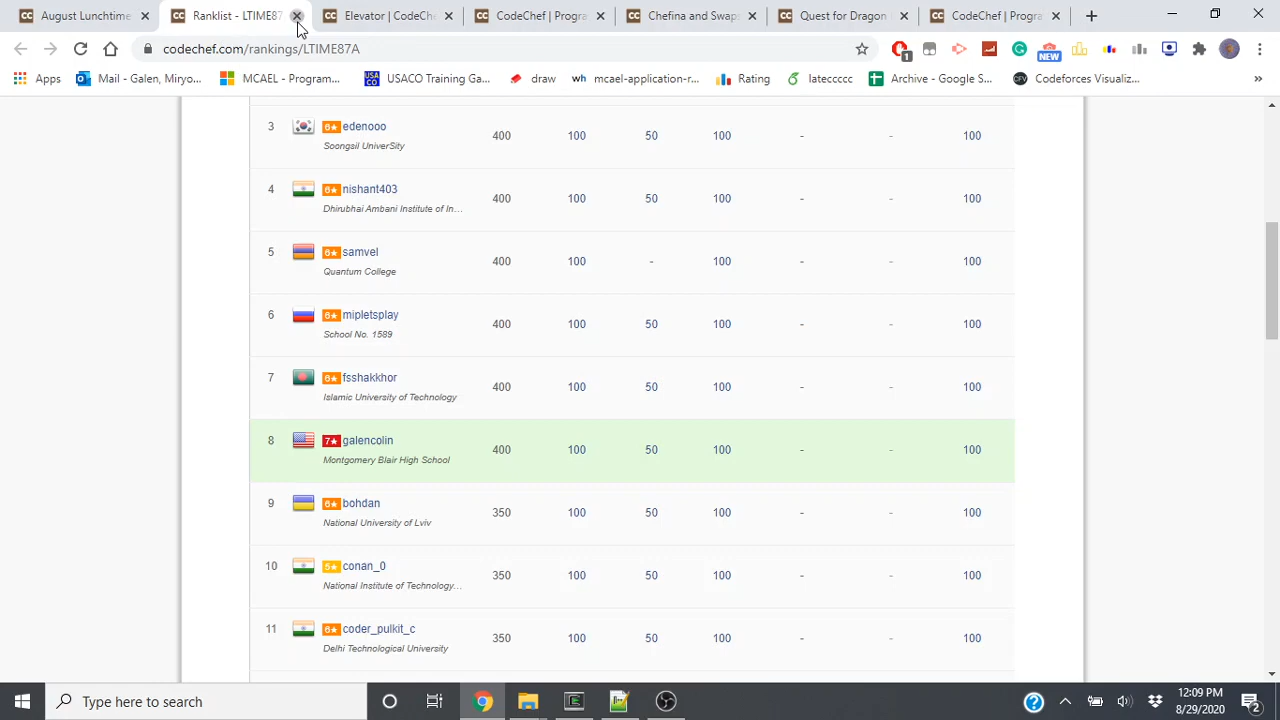 August Lunchtime
Ranklist - LTIME87
Elevator | CodeChe
CodeChef | Progra
Chefina and Swap
Quest for Dragon
CodeChef | Progra
codechef.com/rankings/LTIME87A
1
NEW
Apps
Mail - Galen, Miryo...
MCAEL - Program...
USACO Training Ga...
draw
mcael-application-r...
Rating
lateccccc
Archive - Google S...
Codeforces Visualiz...
»
3 6★ edenooo 400 100 50 100 - - 100
Soongsil UniverSity
4 6★ nishant403 400 100 50 100 - - 100
Dhirubhai Ambani Institute of In...
5 6★ samvel 400 100 - 100 - - 100
Quantum College
6 6★ mipletsplay 400 100 50 100 - - 100
School No. 1589
7 6★ fsshakkhor 400 100 50 100 - - 100
Islamic University of Technology
8 7★ galencolin 400 100 50 100 - - 100
Montgomery Blair High School
9 6★ bohdan 350 100 50 100 - - 100
National University of Lviv
10 5★ conan_0 350 100 50 100 - - 100
National Institute of Technology...
11 6★ coder_pulkit_c 350 100 50 100 - - 100
Delhi Technological University
Type here to search
12:09 PM
8/29/2020
2